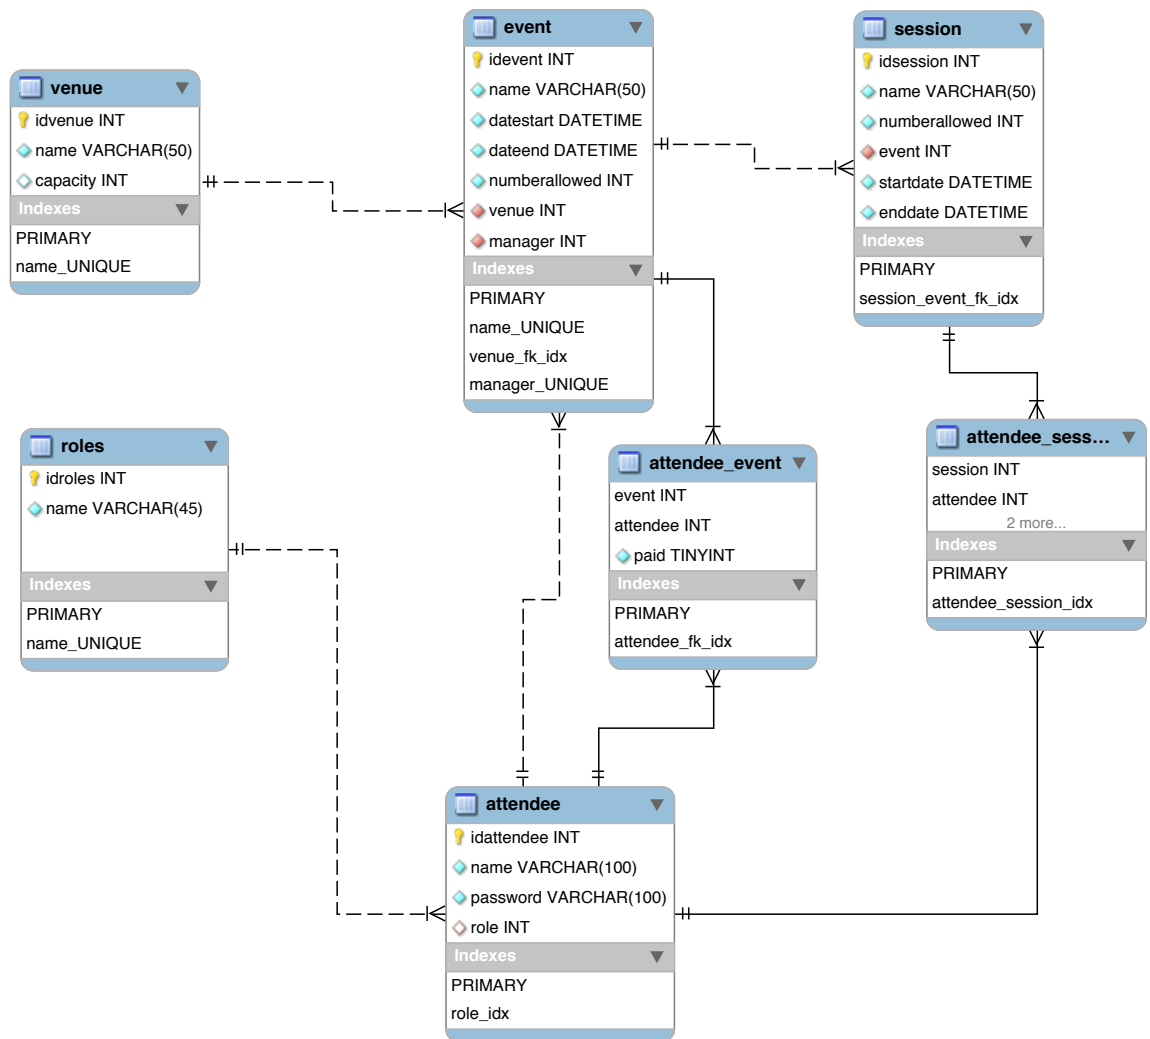 venue
idvenue INT
name VARCHAR(50)
capacity INT
Indexes
PRIMARY
name_UNIQUE
event
idevent INT
name VARCHAR(50)
datestart DATETIME
dateend DATETIME
numberallowed INT
venue INT
manager INT
Indexes
PRIMARY
name_UNIQUE
venue_fk_idx
manager_UNIQUE
session
idsession INT
name VARCHAR(50)
numberallowed INT
event INT
startdate DATETIME
enddate DATETIME
Indexes
PRIMARY
session_event_fk_idx
roles
idroles INT
name VARCHAR(45)
Indexes
PRIMARY
name_UNIQUE
attendee_event
event INT
attendee INT
paid TINYINT
Indexes
PRIMARY
attendee_fk_idx
attendee_sess...
session INT
attendee INT
2 more...
Indexes
PRIMARY
attendee_session_idx
attendee
idattendee INT
name VARCHAR(100)
password VARCHAR(100)
role INT
Indexes
PRIMARY
role_idx